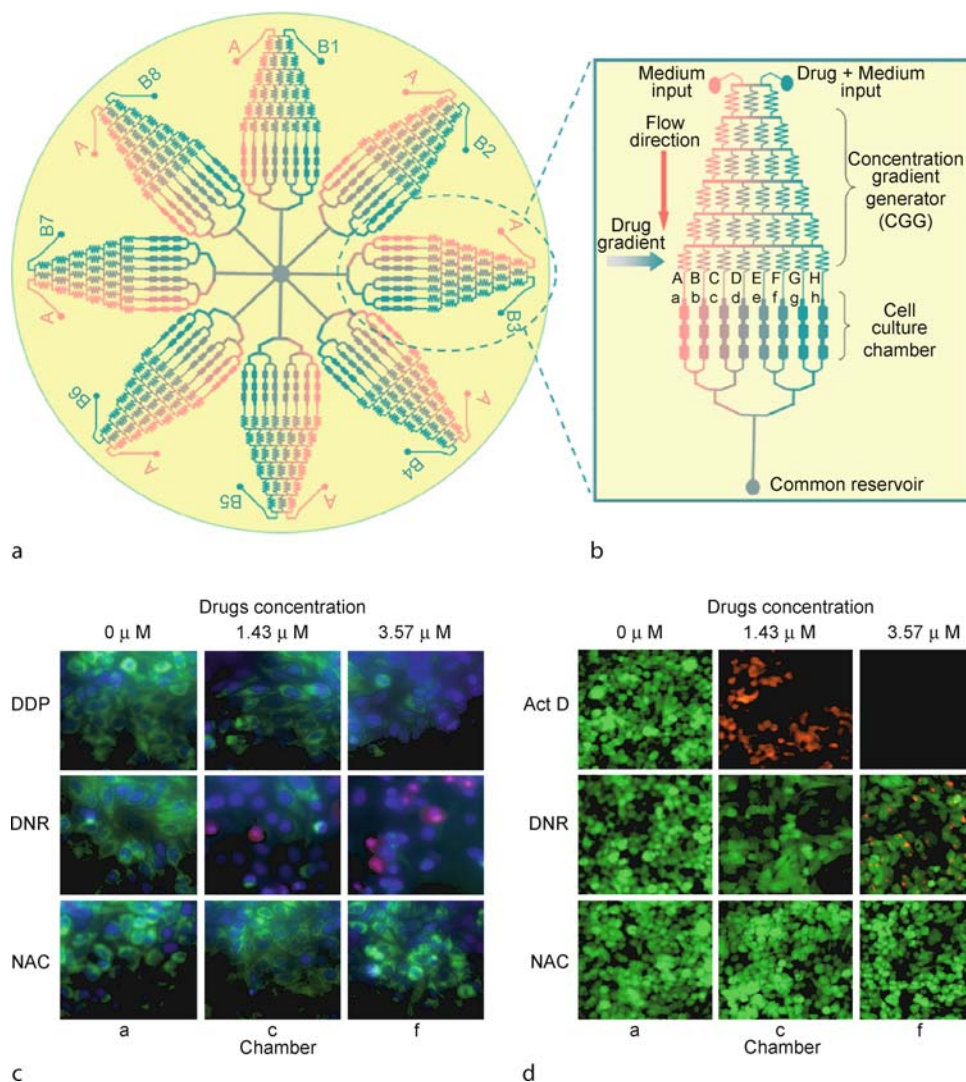 A
B1
A
B2
A
B3
A
B4
A
B5
A
B6
A
B7
A
B8
a
Medium
input
Drug + Medium
input
Flow
direction
Concentration
gradient
generator
(CGG)
Drug
gradient
A B C D E F G H
a b c d e f g h
Cell
culture
chamber
Common reservoir
b
Drugs concentration
0 μ M 1.43 μ M 3.57 μ M
DDP
DNR
NAC
a c f
Chamber
c
Drugs concentration
0 μ M 1.43 μ M 3.57 μ M
Act D
DNR
NAC
a c f
Chamber
d